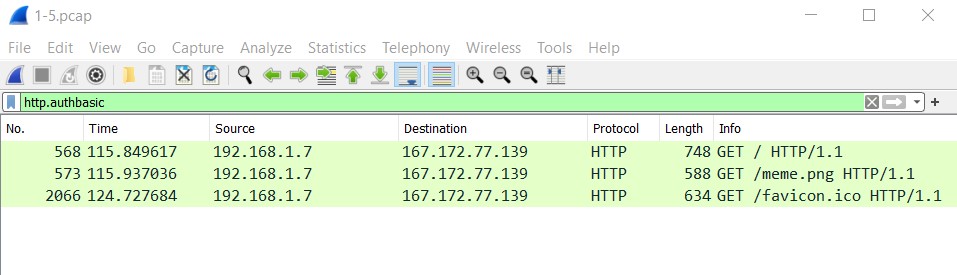 1-5.pcap
File Edit View Go Capture Analyze Statistics Telephony Wireless Tools Help
http.authbasic
No. Time Source Destination Protocol Length Info
568 115.849617 192.168.1.7 167.172.77.139 HTTP 748 GET / HTTP/1.1
573 115.937036 192.168.1.7 167.172.77.139 HTTP 588 GET /meme.png HTTP/1.1
2066 124.727684 192.168.1.7 167.172.77.139 HTTP 634 GET /favicon.ico HTTP/1.1